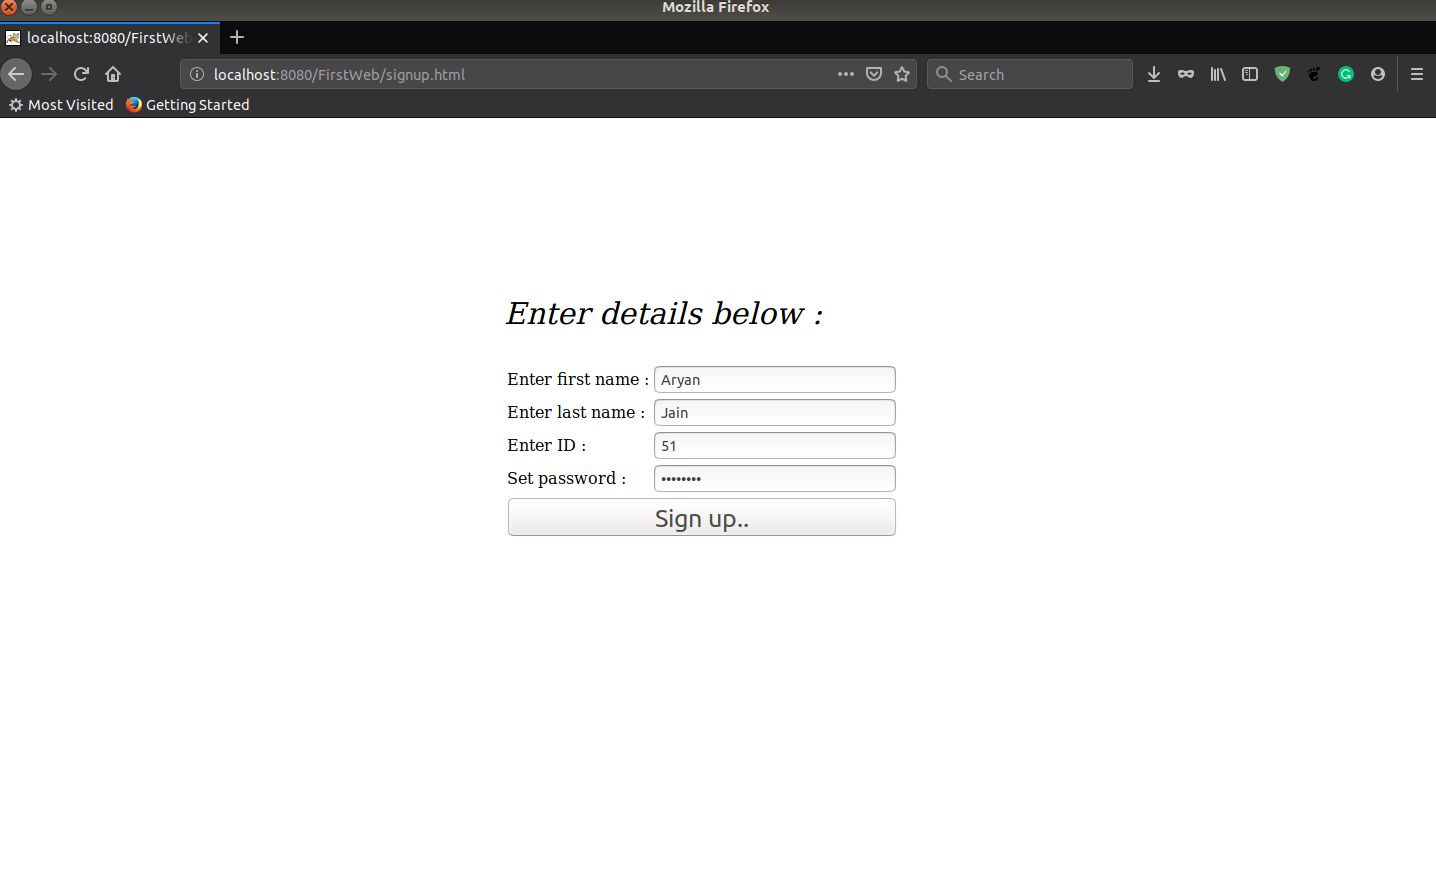 Mozilla Firefox
localhost:8080/FirstWeb
localhost:8080/FirstWeb/signup.html
Search
Most Visited Getting Started
Enter details below :
Enter first name : Aryan
Enter last name : Jain
Enter ID : 51
Set password : ••••••••
Sign up..